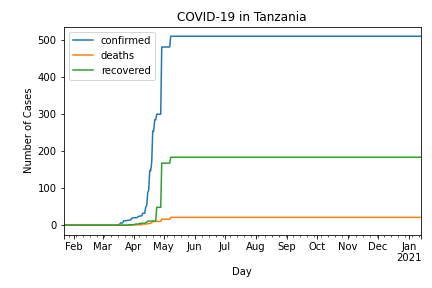 COVID-19 in Tanzania
confirmed
deaths
recovered
Number of Cases
500
400
300
200
100
0
Feb Mar Apr May Jun Jul Aug Sep Oct Nov Dec Jan
2021
Day